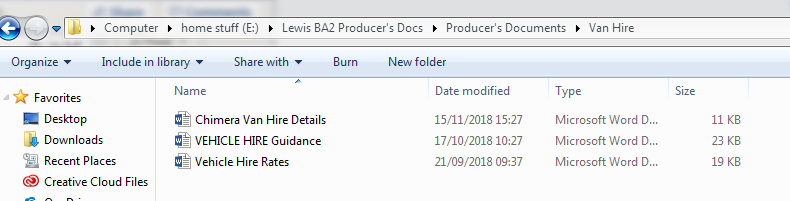 Share Comments
Computer home stuff (E:) Lewis BA2 Producer's Docs Producer's Documents Van Hire
Organize Include in library Share with Burn New folder
Name Date modified Type Size
Favorites
Desktop
Downloads
Recent Places
Creative Cloud Files
Chimera Van Hire Details 15/11/2018 15:27 Microsoft Word D... 11 KB
VEHICLE HIRE Guidance 17/10/2018 10:27 Microsoft Word D... 23 KB
Vehicle Hire Rates 21/09/2018 09:37 Microsoft Word D... 19 KB